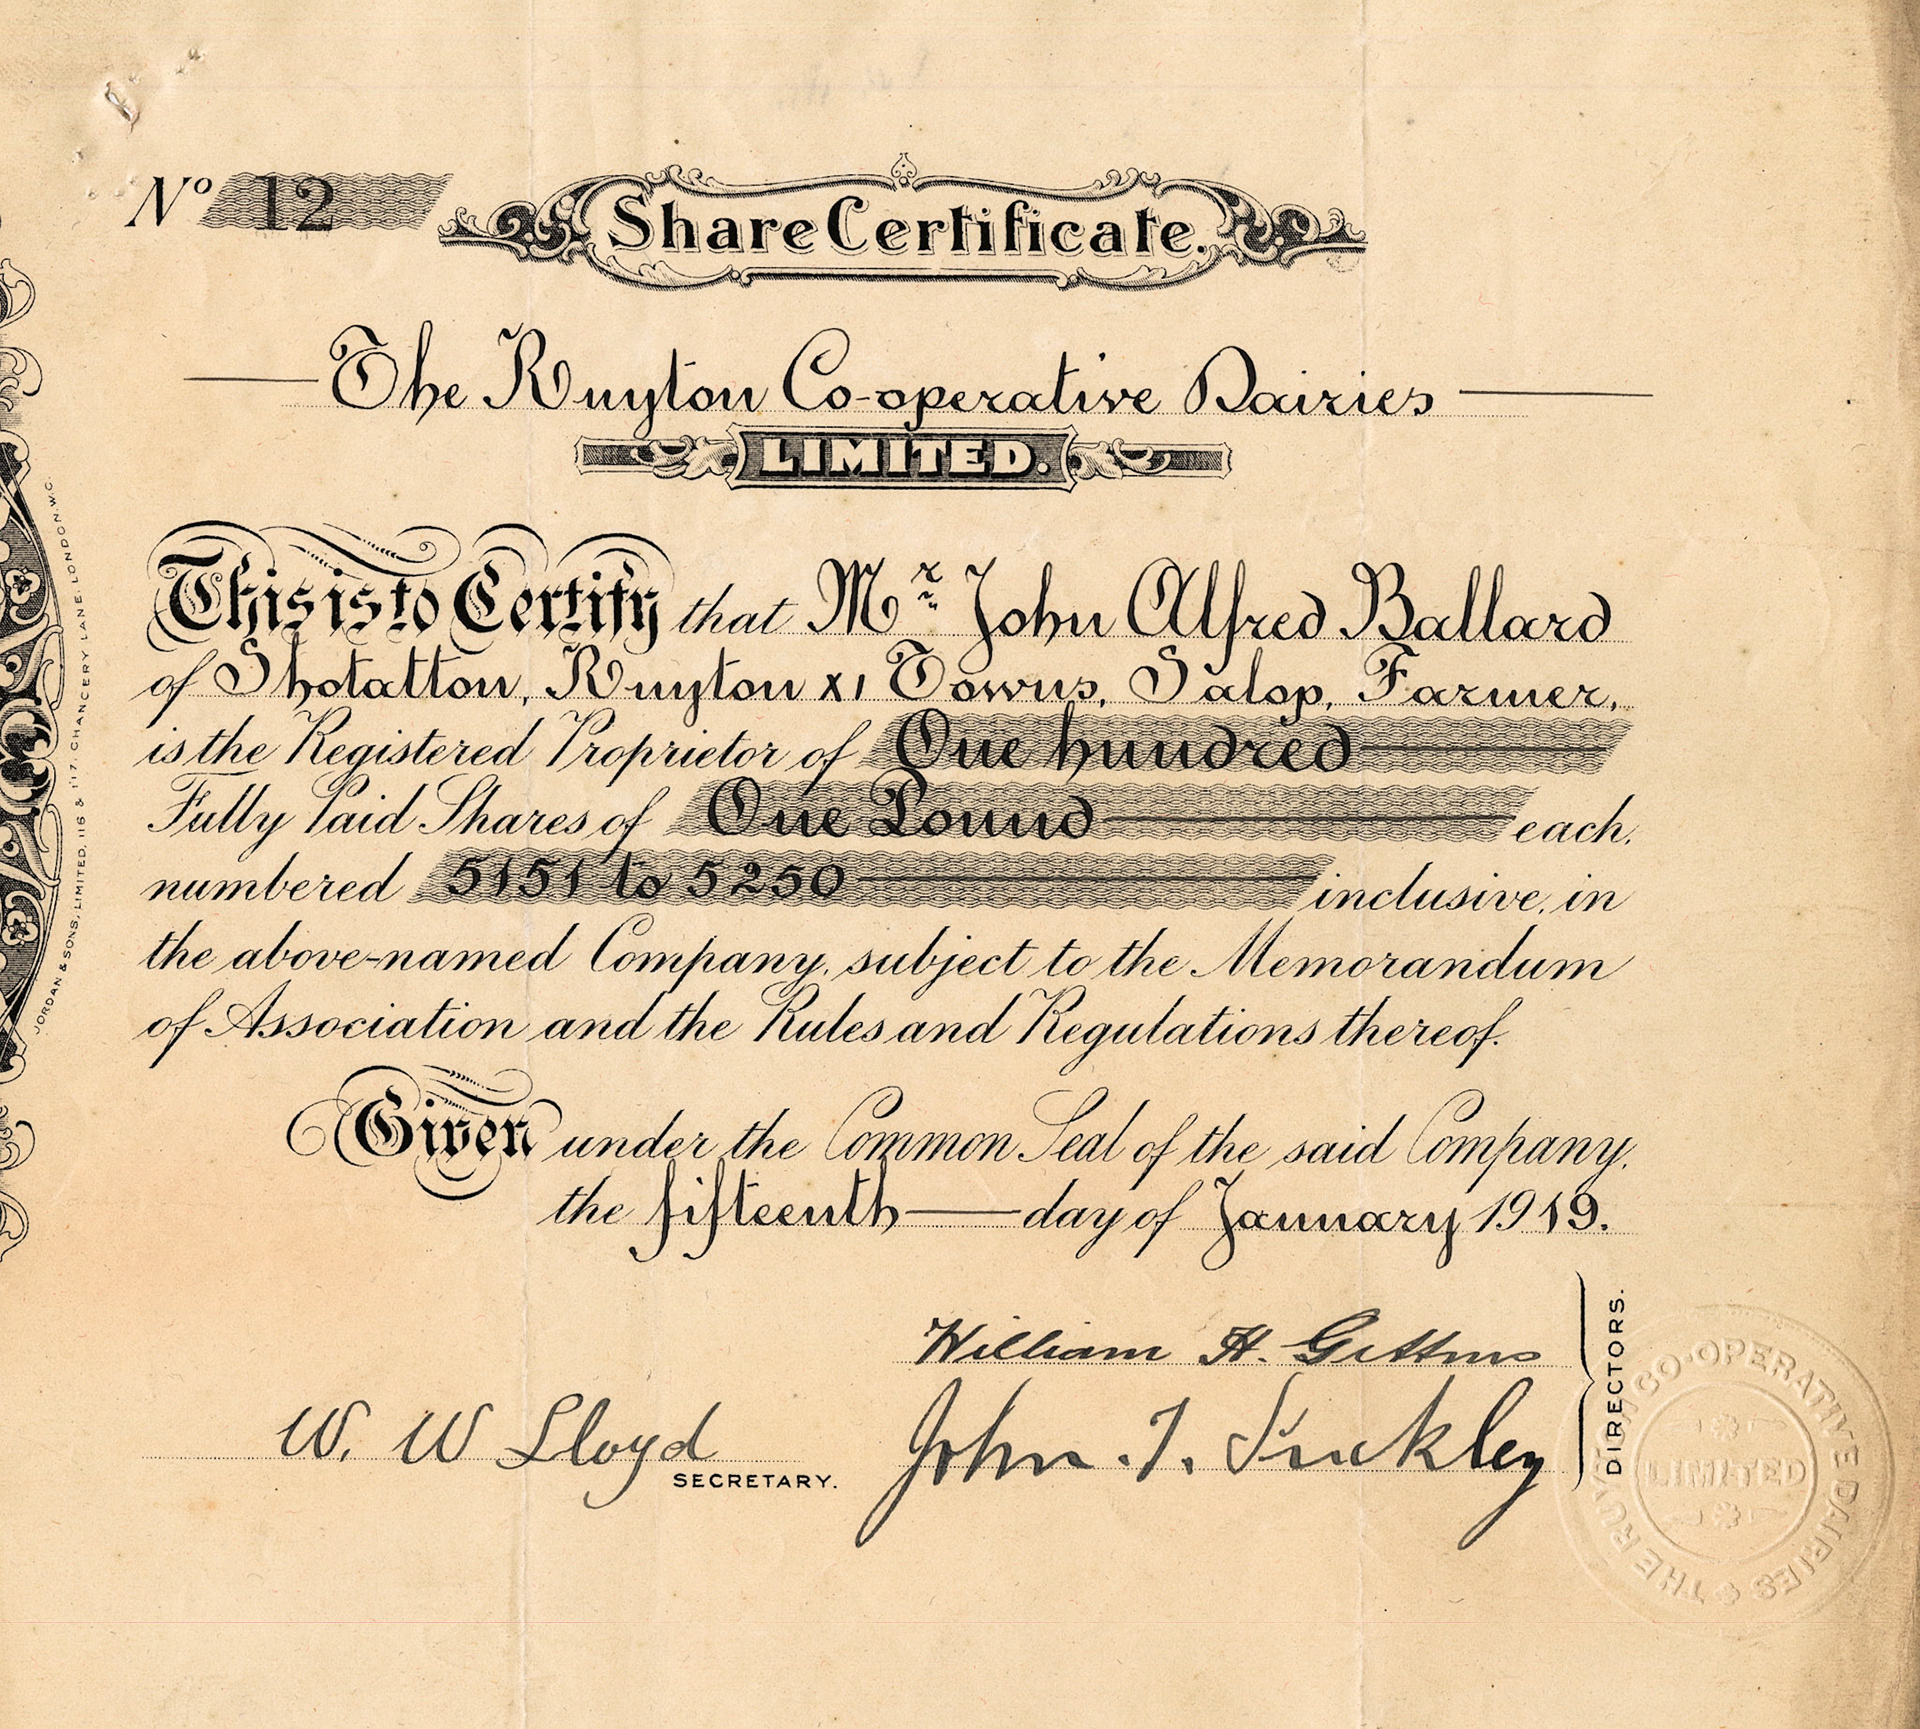 Nº 12
Share Certificate.
The Ruyton Co-operative Dairies
LIMITED.
This is to Certify that Mr John Alfred Ballard
of Shotatton, Ruyton XI Towns, Salop, Farmer,
is the Registered Proprietor of One hundred
Fully Paid Shares of One Pound each,
numbered 5151 to 5250 inclusive, in
the above-named Company, subject to the Memorandum
of Association and the Rules and Regulations thereof.
Given under the Common Seal of the said Company,
the fifteenth day of January 1919.
William H. Gittins
John T.
DIRECTORS.
W. W Lloyd
SECRETARY.
THE RUYTON CO-OPERATIVE DAIRIES
LIMITED
JORDAN & SONS, LIMITED, 116 & 117, CHANCERY LANE, LONDON, W.C.